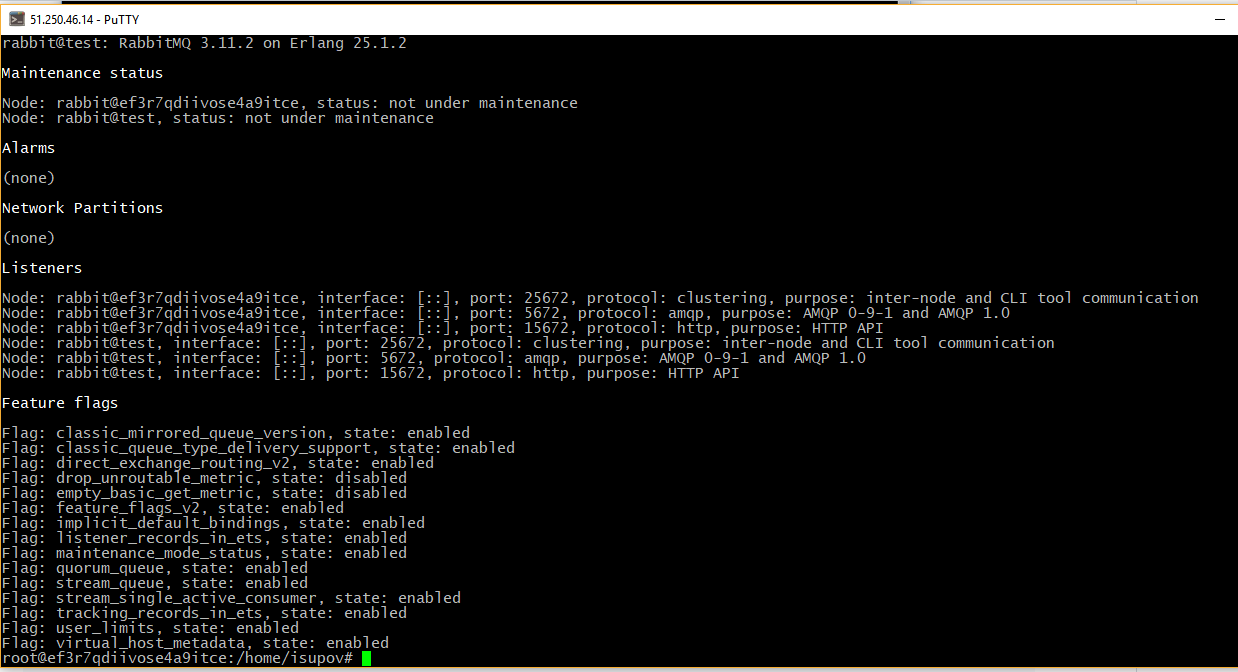 51.250.46.14 - PuTTY
rabbit@test: RabbitMQ 3.11.2 on Erlang 25.1.2
Maintenance status
Node: rabbit@ef3r7qdiivose4a9itce, status: not under maintenance
Node: rabbit@test, status: not under maintenance
Alarms
(none)
Network Partitions
(none)
Listeners
Node: rabbit@ef3r7qdiivose4a9itce, interface: [::], port: 25672, protocol: clustering, purpose: inter-node and CLI tool communication
Node: rabbit@ef3r7qdiivose4a9itce, interface: [::], port: 5672, protocol: amqp, purpose: AMQP 0-9-1 and AMQP 1.0
Node: rabbit@ef3r7qdiivose4a9itce, interface: [::], port: 15672, protocol: http, purpose: HTTP API
Node: rabbit@test, interface: [::], port: 25672, protocol: clustering, purpose: inter-node and CLI tool communication
Node: rabbit@test, interface: [::], port: 5672, protocol: amqp, purpose: AMQP 0-9-1 and AMQP 1.0
Node: rabbit@test, interface: [::], port: 15672, protocol: http, purpose: HTTP API
Feature flags
Flag: classic_mirrored_queue_version, state: enabled
Flag: classic_queue_type_delivery_support, state: enabled
Flag: direct_exchange_routing_v2, state: enabled
Flag: drop_unroutable_metric, state: disabled
Flag: empty_basic_get_metric, state: disabled
Flag: feature_flags_v2, state: enabled
Flag: implicit_default_bindings, state: enabled
Flag: listener_records_in_ets, state: enabled
Flag: maintenance_mode_status, state: enabled
Flag: quorum_queue, state: enabled
Flag: stream_queue, state: enabled
Flag: stream_single_active_consumer, state: enabled
Flag: tracking_records_in_ets, state: enabled
Flag: user_limits, state: enabled
Flag: virtual_host_metadata, state: enabled
root@ef3r7qdiivose4a9itce:/home/isupov#